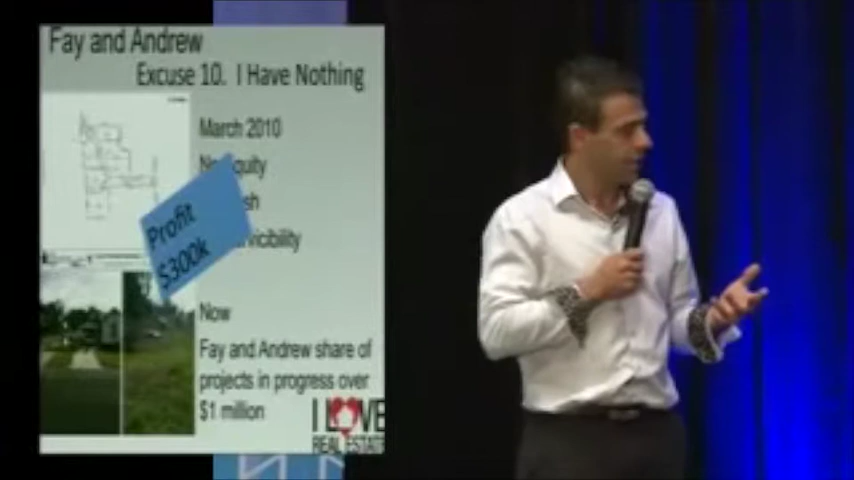 Fay and Andrew
Excuse 10. I Have Nothing
March 2010
Profit
$300k
Now
Fay and Andrew share of
projects in progress over
$1 million
I LOVE
REAL ESTATE